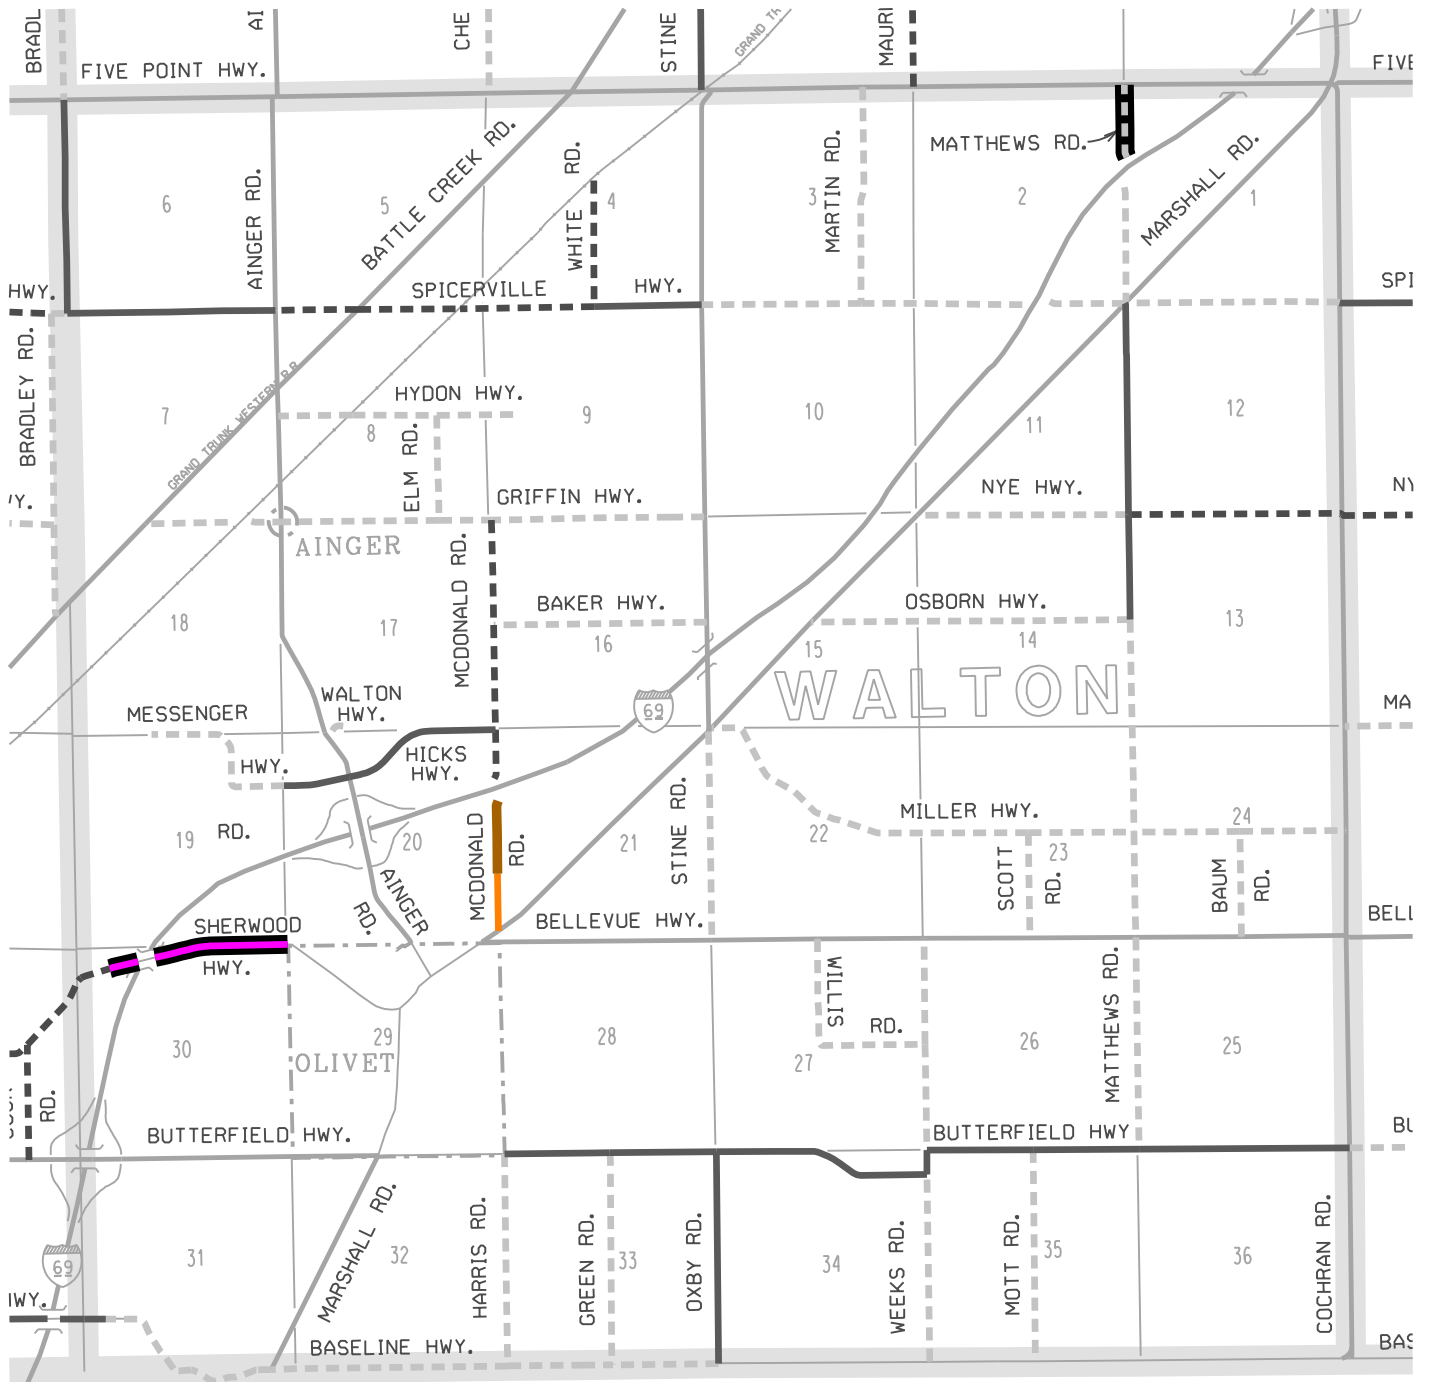 BRADL
AI
CHE
STINE
GRAND TR
MAURI
FIVE POINT HWY.
FIVE
MATTHEWS RD.
BATTLE CREEK RD.
WHITE RD.
MARTIN RD.
MARSHALL RD.
AINGER RD.
6
5
4
3
2
1
HWY.
SPICERVILLE HWY.
SPI
BRADLEY RD.
GRAND TRUNK WESTERN R.R.
HYDON HWY.
7
8
9
10
11
12
ELM RD.
GRIFFIN HWY.
NYE HWY.
NY
Y.
AINGER
MCDONALD RD.
BAKER HWY.
OSBORN HWY.
18
17
16
15
14
13
WALTON
WALTON
HWY.
MESSENGER
HWY.
69
MA
HICKS
HWY.
STINE RD.
MILLER HWY.
19
RD.
20
21
22
23
24
MCDONALD
RD.
SCOTT
RD.
BAUM
RD.
AINGER
RD.
SHERWOOD
HWY.
BELLEVUE HWY.
BELL
WILLIS
RD.
MATTHEWS RD.
30
29
28
27
26
25
OLIVET
RD.
BUTTERFIELD HWY.
BUTTERFIELD HWY
BU
MARSHALL RD.
HARRIS RD.
GREEN RD.
OXBY RD.
WEEKS RD.
MOTT RD.
COCHRAN RD.
31
32
33
34
35
36
69
HWY.
BASELINE HWY.
BAS